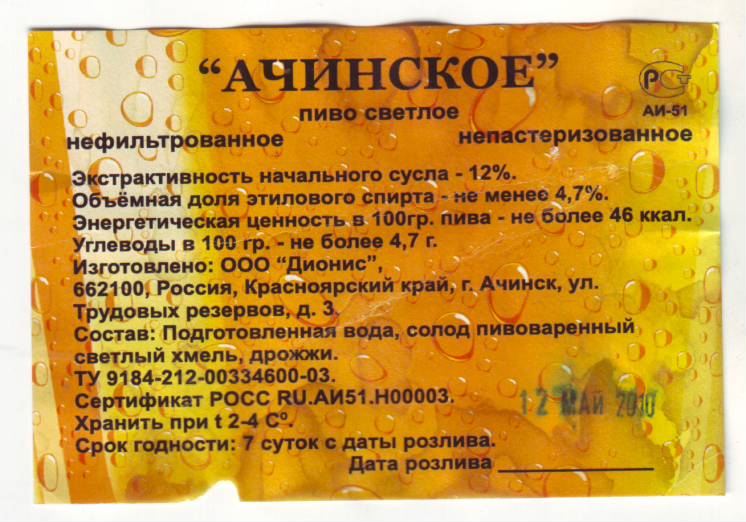 “АЧИНСКОЕ”
РСТ
АИ-51
пиво светлое
нефильтрованное непастеризованное
Экстрактивность начального сусла - 12%.
Объёмная доля этилового спирта - не менее 4,7%.
Энергетическая ценность в 100гр. пива - не более 46 ккал.
Углеводы в 100 гр. - не более 4,7 г.
Изготовлено: ООО “Дионис”,
662100, Россия, Красноярский край, г. Ачинск, ул.
Трудовых резервов, д. 3.
Состав: Подготовленная вода, солод пивоваренный
светлый хмель, дрожжи.
ТУ 9184-212-00334600-03.
Сертификат РОСС RU.АИ51.Н00003.
12 МАЙ 2010
Хранить при t 2-4 Cº.
Срок годности: 7 суток с даты розлива.
Дата розлива